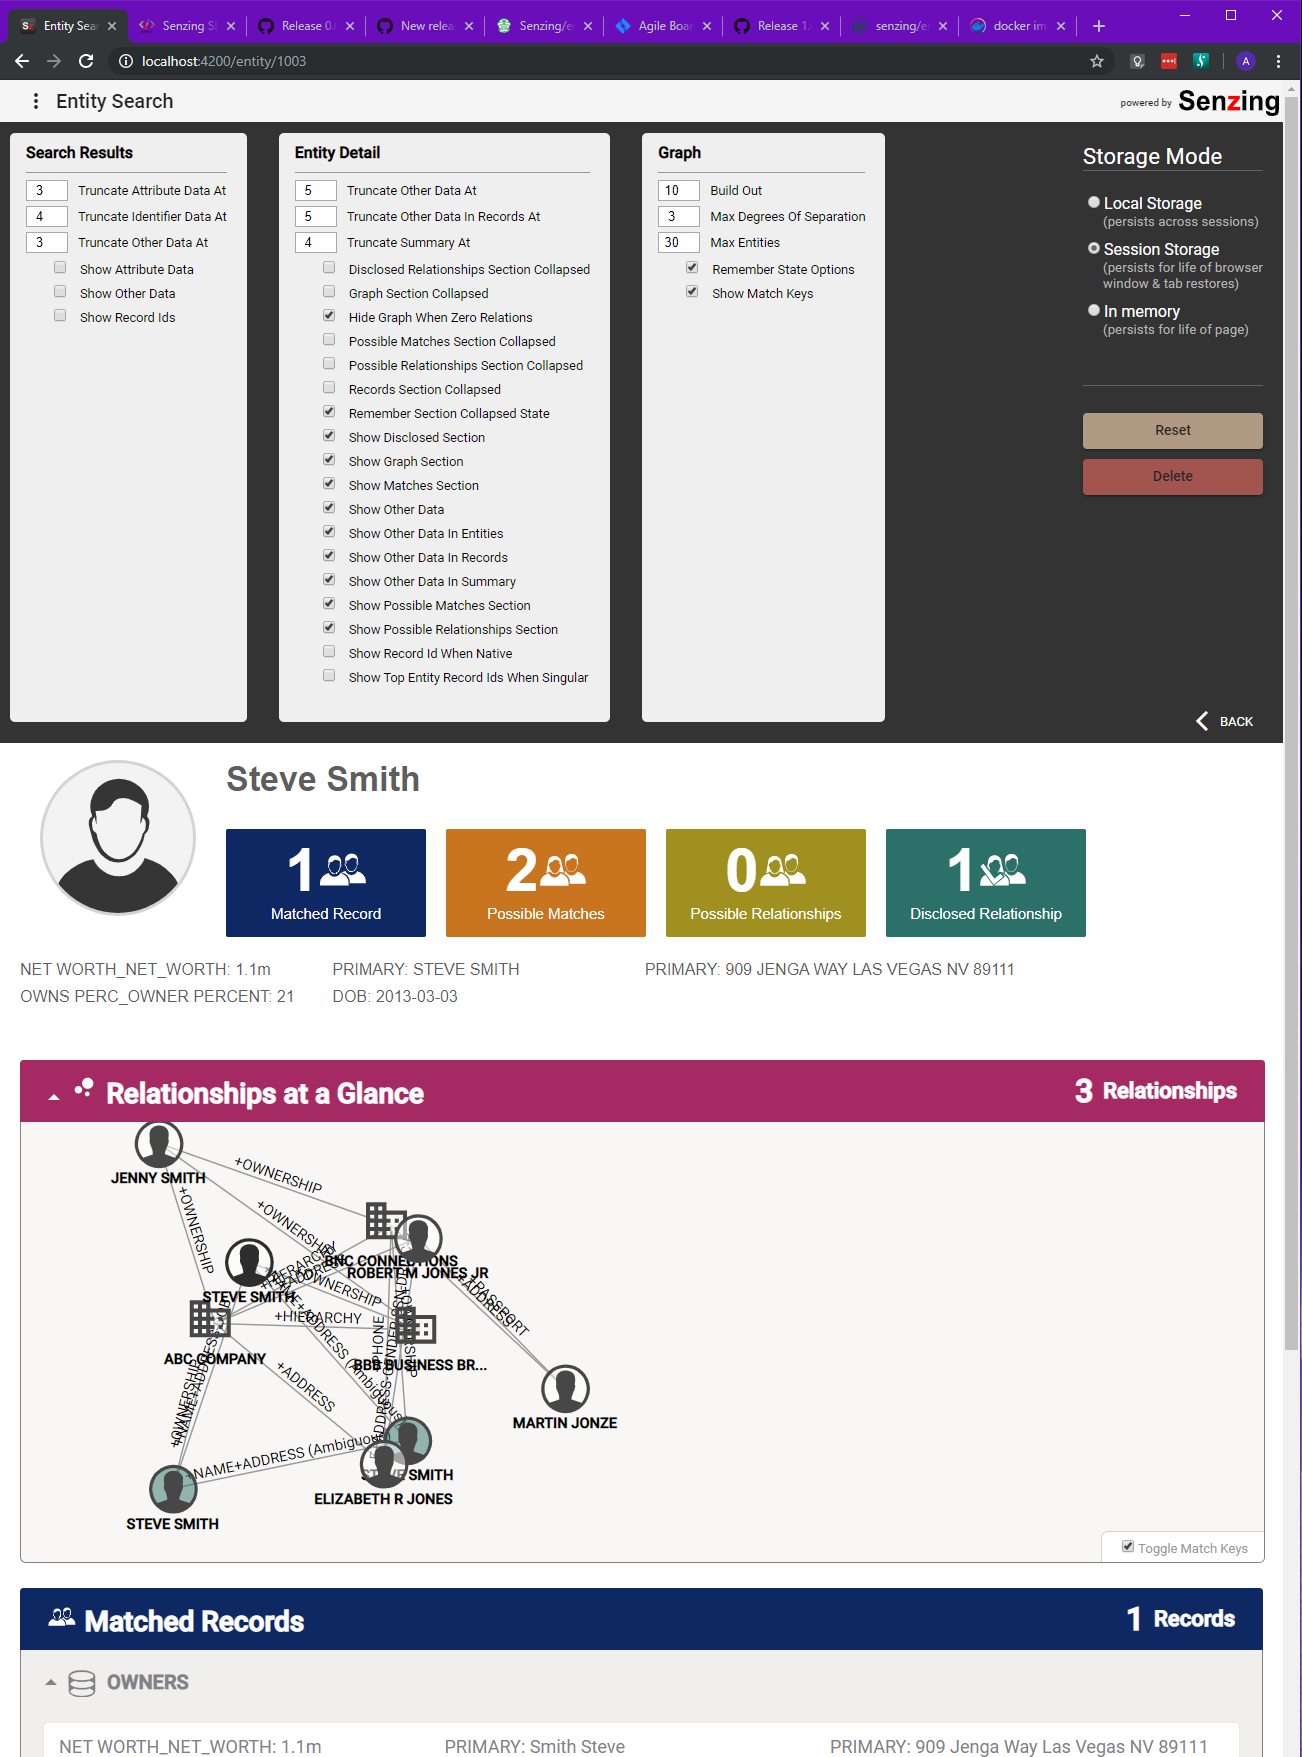 Entity Sear
Senzing S
Release 0.
New relea
Senzing/e
Agile Boar
Release 1.
senzing/e
docker im
localhost:4200/entity/1003
A
Entity Search
powered by Senzing
Search Results
3 Truncate Attribute Data At
4 Truncate Identifier Data At
3 Truncate Other Data At
Show Attribute Data
Show Other Data
Show Record Ids
Entity Detail
5 Truncate Other Data At
5 Truncate Other Data In Records At
4 Truncate Summary At
Disclosed Relationships Section Collapsed
Graph Section Collapsed
Hide Graph When Zero Relations
Possible Matches Section Collapsed
Possible Relationships Section Collapsed
Records Section Collapsed
Remember Section Collapsed State
Show Disclosed Section
Show Graph Section
Show Matches Section
Show Other Data
Show Other Data In Entities
Show Other Data In Records
Show Other Data In Summary
Show Possible Matches Section
Show Possible Relationships Section
Show Record Id When Native
Show Top Entity Record Ids When Singular
Graph
10 Build Out
3 Max Degrees Of Separation
30 Max Entities
Remember State Options
Show Match Keys
Storage Mode
Local Storage
(persists across sessions)
Session Storage
(persists for life of browser
window & tab restores)
In memory
(persists for life of page)
Reset
Delete
BACK
Steve Smith
1
Matched Record
2
Possible Matches
0
Possible Relationships
1
Disclosed Relationship
NET WORTH_NET_WORTH: 1.1m
OWNS PERC_OWNER PERCENT: 21
PRIMARY: STEVE SMITH
DOB: 2013-03-03
PRIMARY: 909 JENGA WAY LAS VEGAS NV 89111
Relationships at a Glance
3 Relationships
JENNY SMITH
+OWNERSHIP
+OWNERSHIP
+OWNERSHIP
BNC CONNECTIONS
ROBERT M JONES JR
STEVE SMITH
+OWNERSHIP
+HIERARCHY
+HIERARCHY
ABC COMPANY
BBB BUSINESS BR...
+ADDRESS
+PASSPORT
+ADDRESS
MARTIN JONZE
+OWNERSHIP
+NAME+ADDRESS (Ambiguous)
+NAME+ADDRESS (Ambiguous)
STEVE SMITH
ELIZABETH R JONES
STEVE SMITH
Toggle Match Keys
Matched Records
1 Records
OWNERS
NET WORTH_NET_WORTH: 1.1m
PRIMARY: Smith Steve
PRIMARY: 909 Jenga Way Las Vegas NV 89111